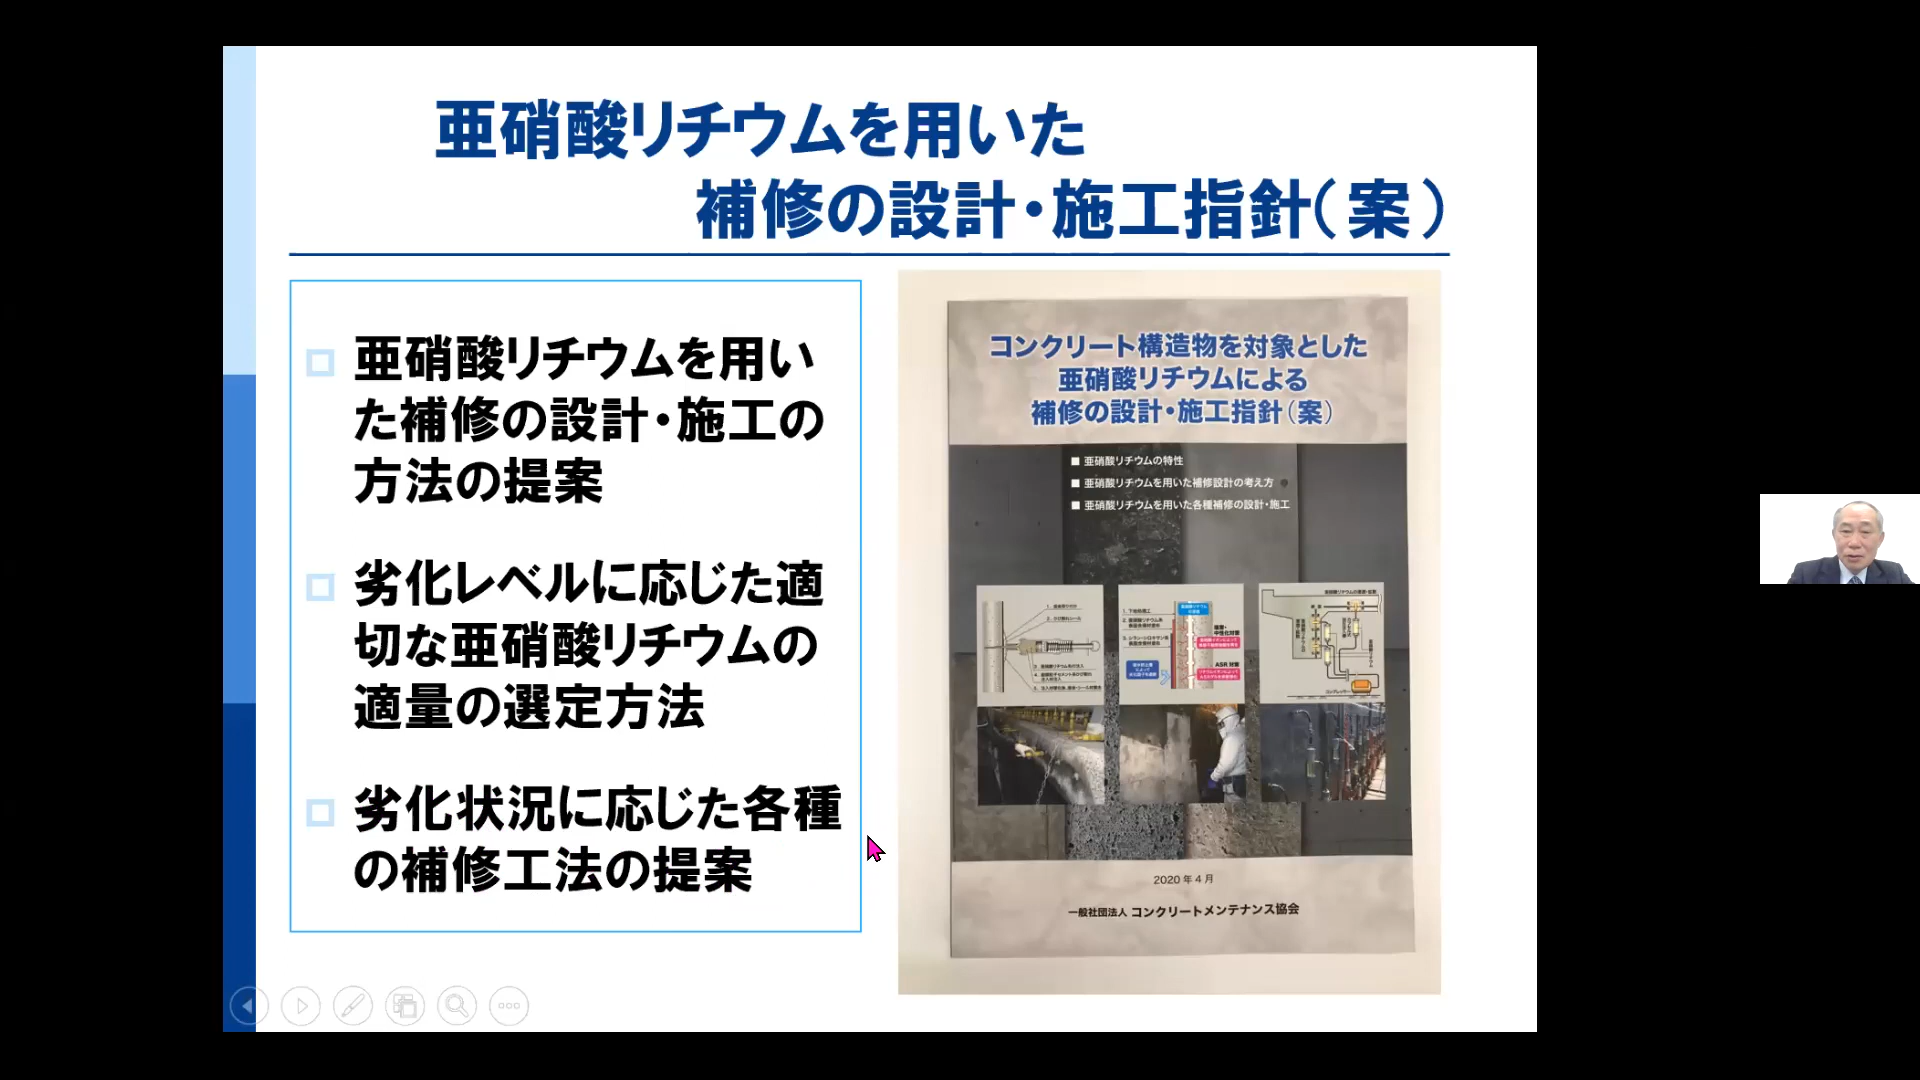 亜硝酸リチウムを用いた
補修の設計・施工指針（案）
亜硝酸リチウムを用い
た補修の設計・施工の
方法の提案
劣化レベルに応じた適
切な亜硝酸リチウムの
適量の選定方法
劣化状況に応じた各種
の補修工法の提案
コンクリート構造物を対象とした
亜硝酸リチウムによる
補修の設計・施工指針（案）
■ 亜硝酸リチウムの特性
■ 亜硝酸リチウムを用いた補修設計の考え方
■ 亜硝酸リチウムを用いた各種補修の設計・施工
ASR 対策
2020 年 4 月
一般社団法人 コンクリートメンテナンス協会